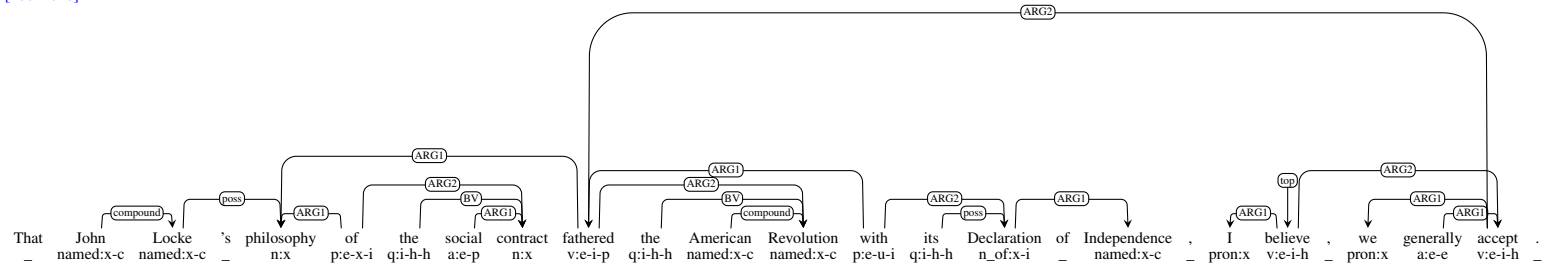 ARG2
ARG1 ARG1 ARG2
ARG2 ARG2 top
poss BV BV ARG2 ARG1
compound ARG1 ARG1 compound poss ARG1 ARG1 ARG1
That John Locke 's philosophy of the social contract fathered the American Revolution with its Declaration of Independence , I believe , we generally accept .
_ named:x-c named:x-c _ n:x p:e-x-i q:i-h-h a:e-p n:x v:e-i-p q:i-h-h named:x-c named:x-c p:e-u-i q:i-h-h n_of:x-i _ named:x-c _ pron:x v:e-i-h _ pron:x a:e-e v:e-i-h _